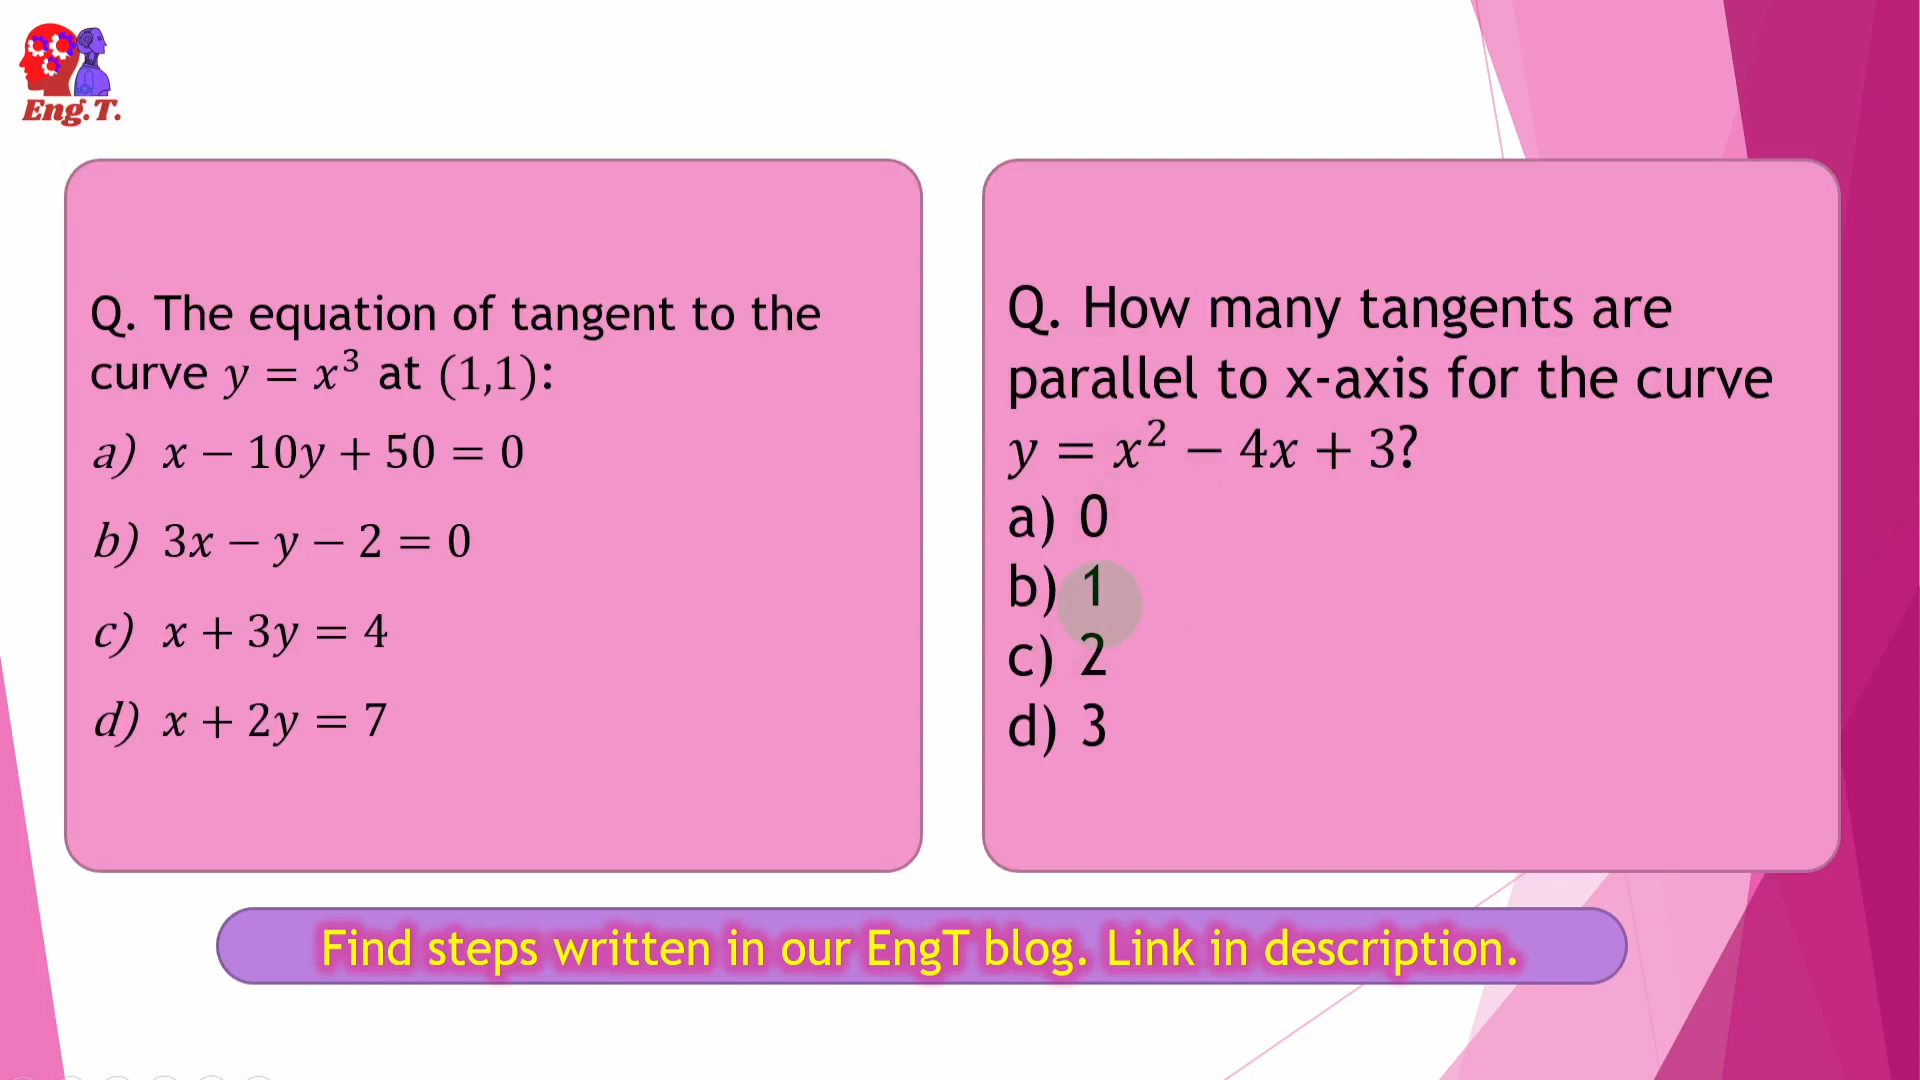 Eng.T.
Q. The equation of tangent to the
curve y = x³ at (1,1):
a) x − 10y + 50 = 0
b) 3x − y − 2 = 0
c) x + 3y = 4
d) x + 2y = 7
Q. How many tangents are
parallel to x-axis for the curve
y = x² − 4x + 3?
a) 0
b) 1
c) 2
d) 3
Find steps written in our EngT blog. Link in description.